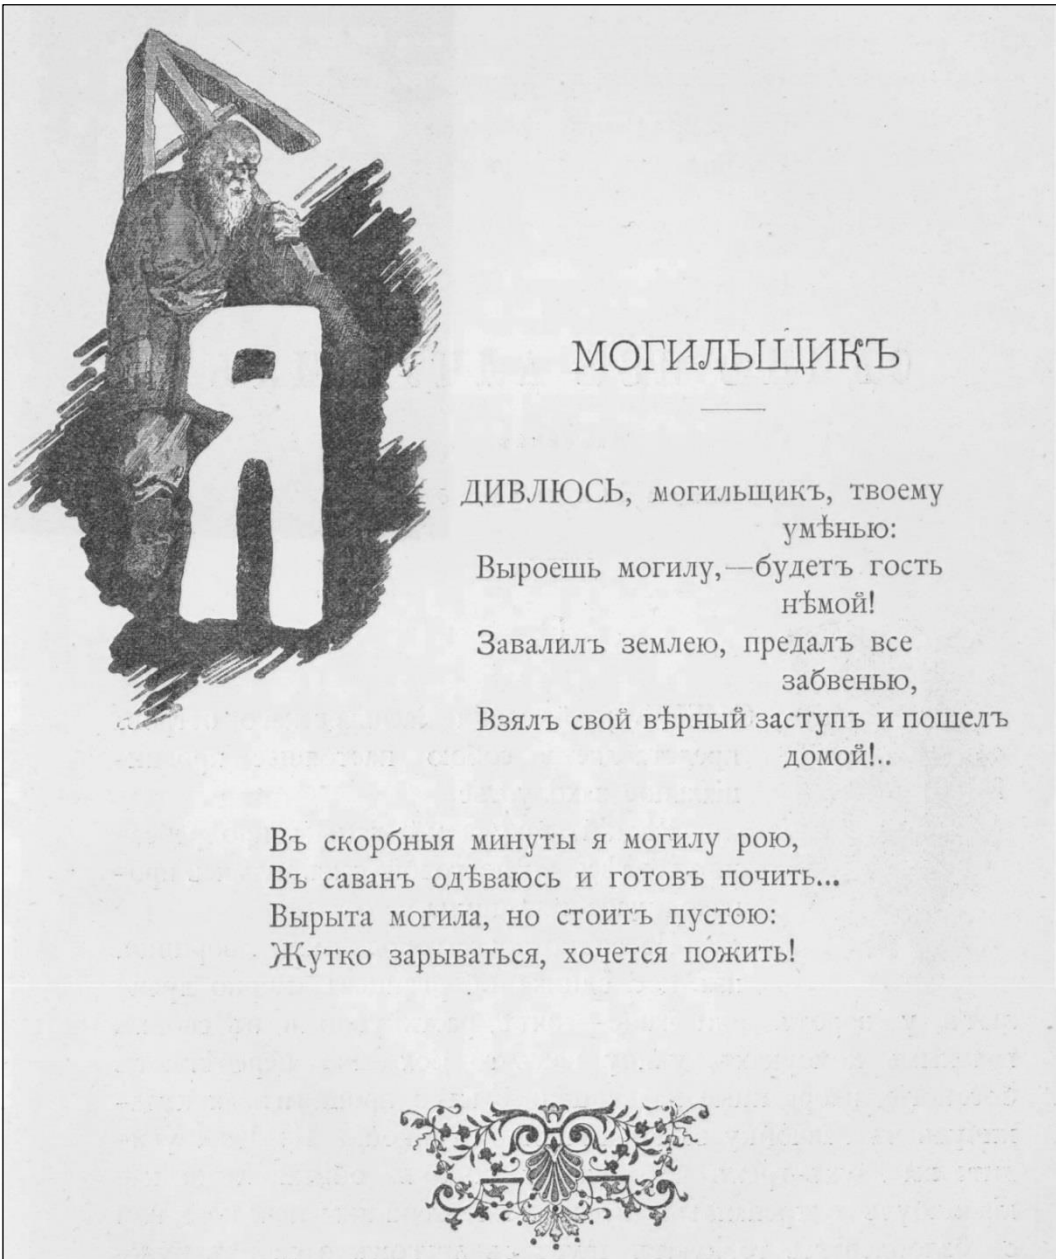 МОГИЛЬЩИКЪ
Я
ДИВЛЮСЬ, могильщикъ, твоему
умѣнью:
Выроешь могилу,—будетъ гость
нѣмой!
Завалилъ землею, предалъ все
забвенью,
Взялъ свой вѣрный заступъ и пошелъ
домой!..
Въ скорбныя минуты я могилу рою,
Въ саванъ одѣваюсь и готовъ почить...
Вырыта могила, но стоитъ пустою:
Жутко зарываться, хочется по́жить!